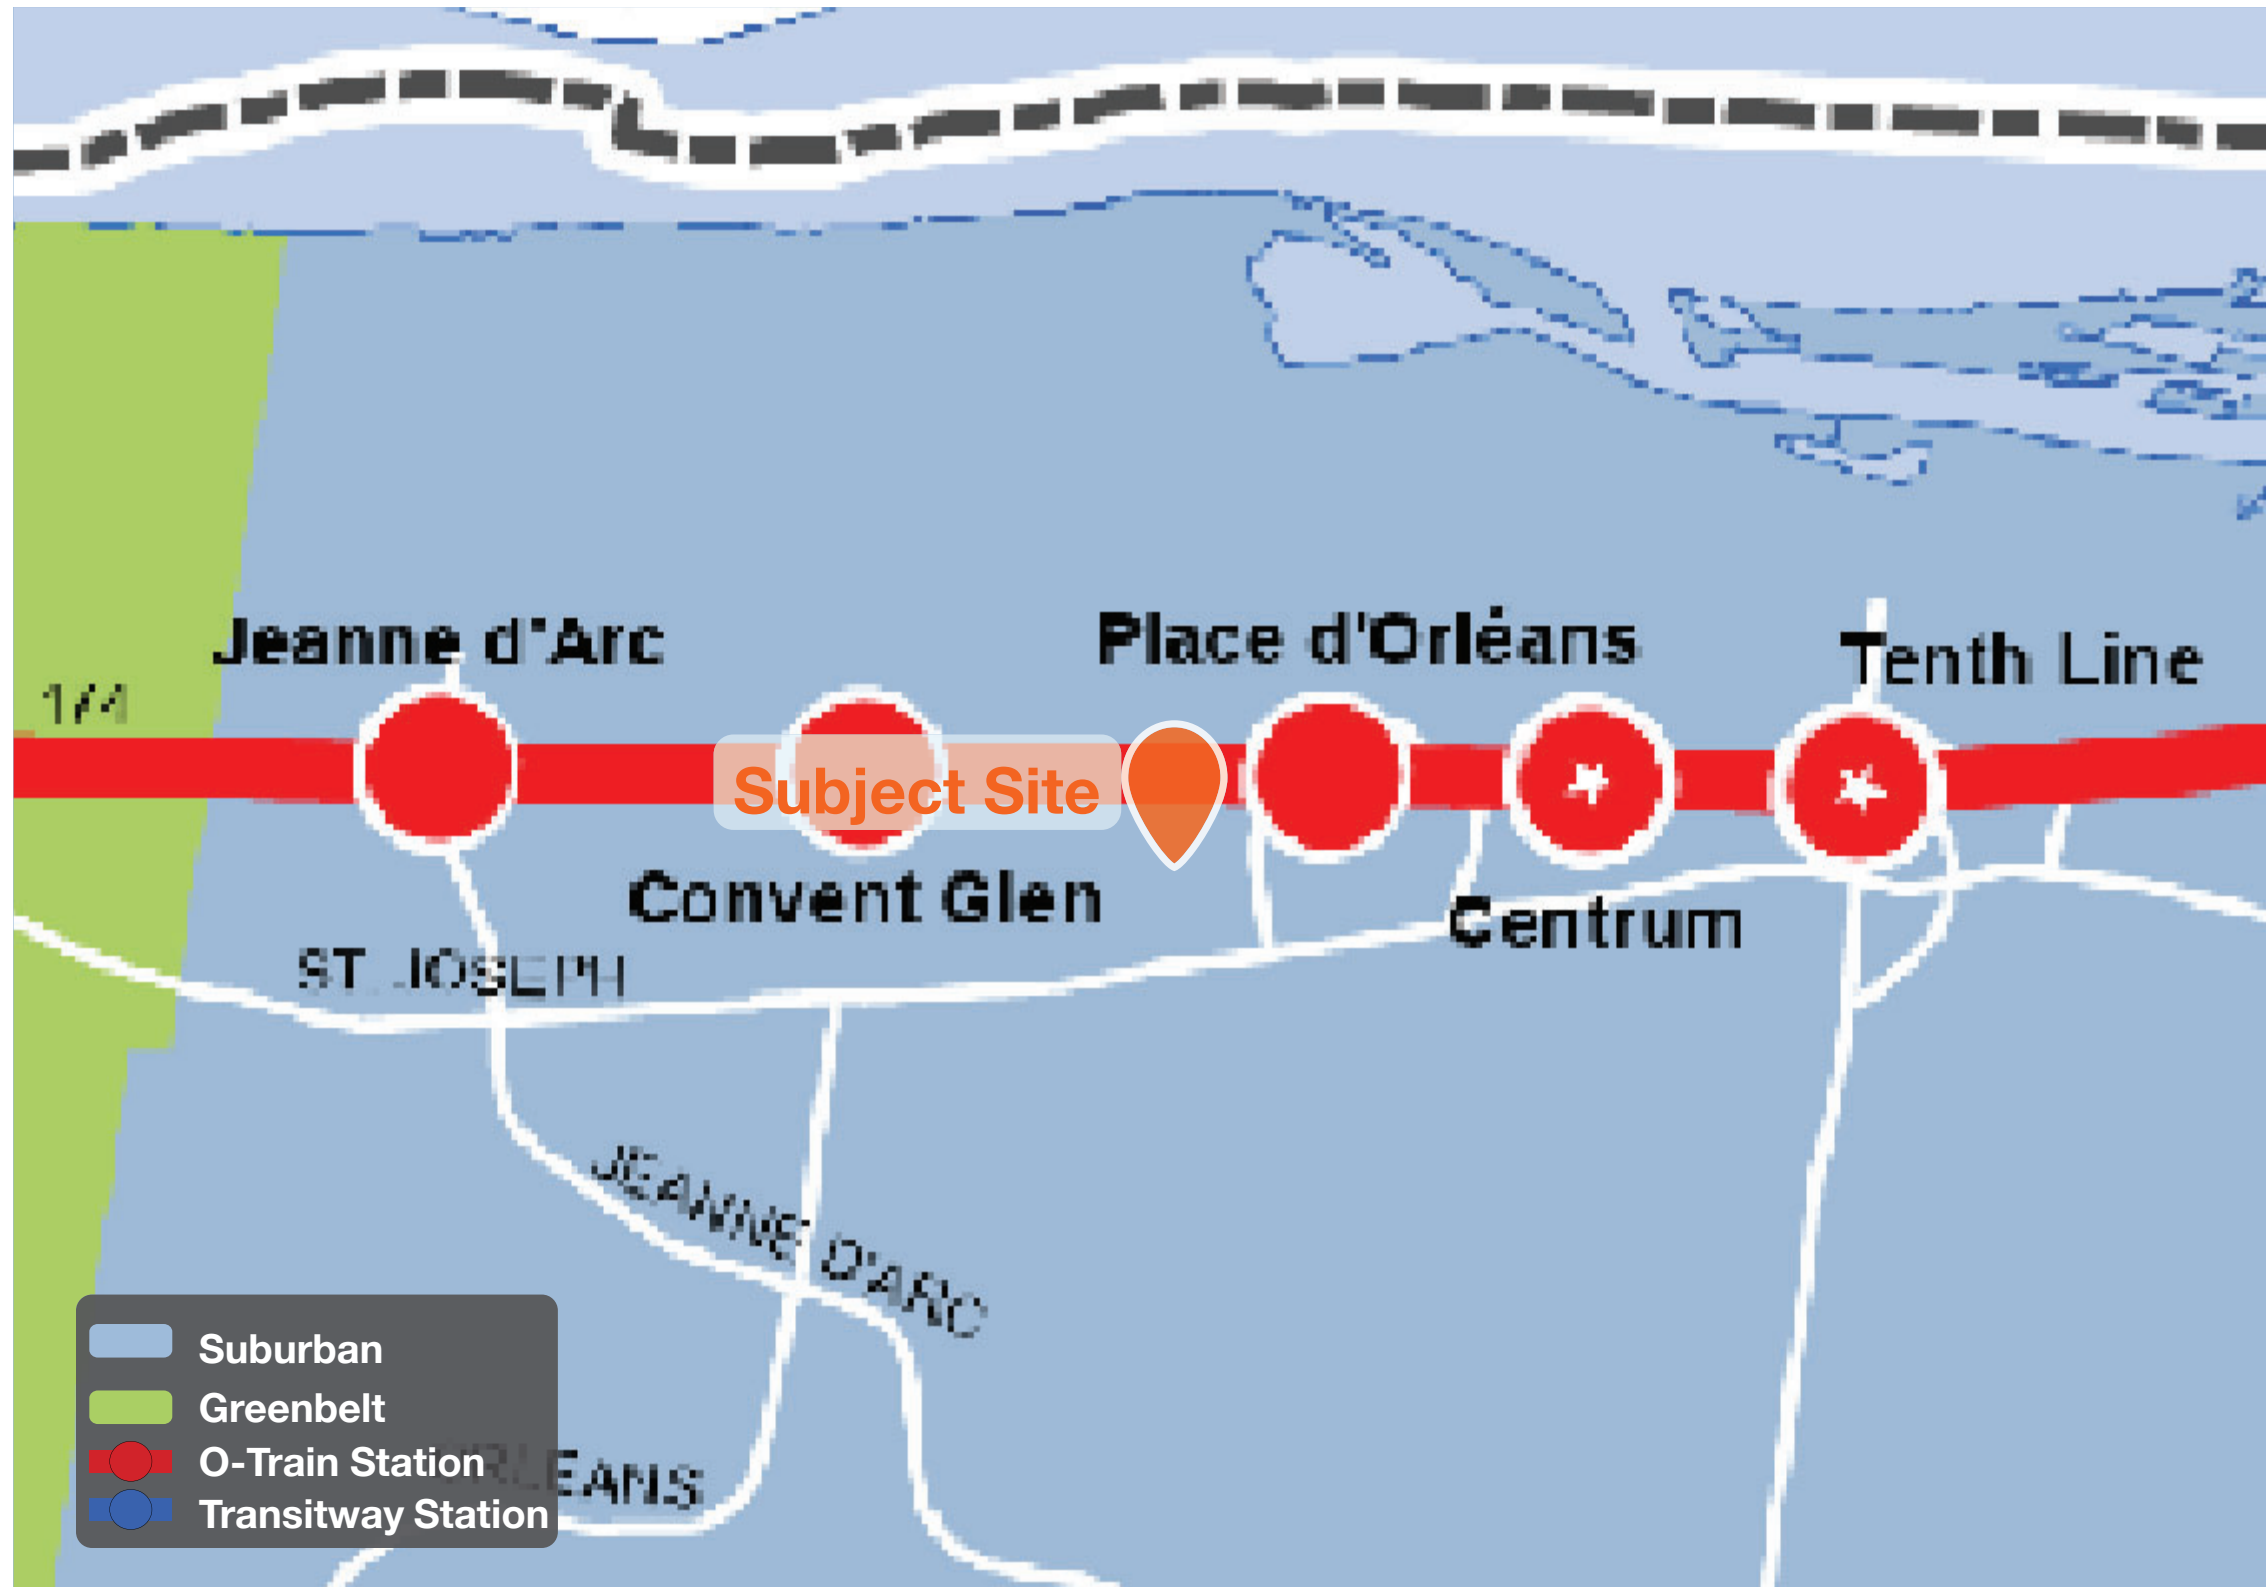 Jeanne d'Arc
Place d'Orléans
Tenth Line
174
Subject Site
Convent Glen
Centrum
ST. JOSEPH
JEANNE D'ARC
Suburban
Greenbelt
O-Train Station
Transitway Station